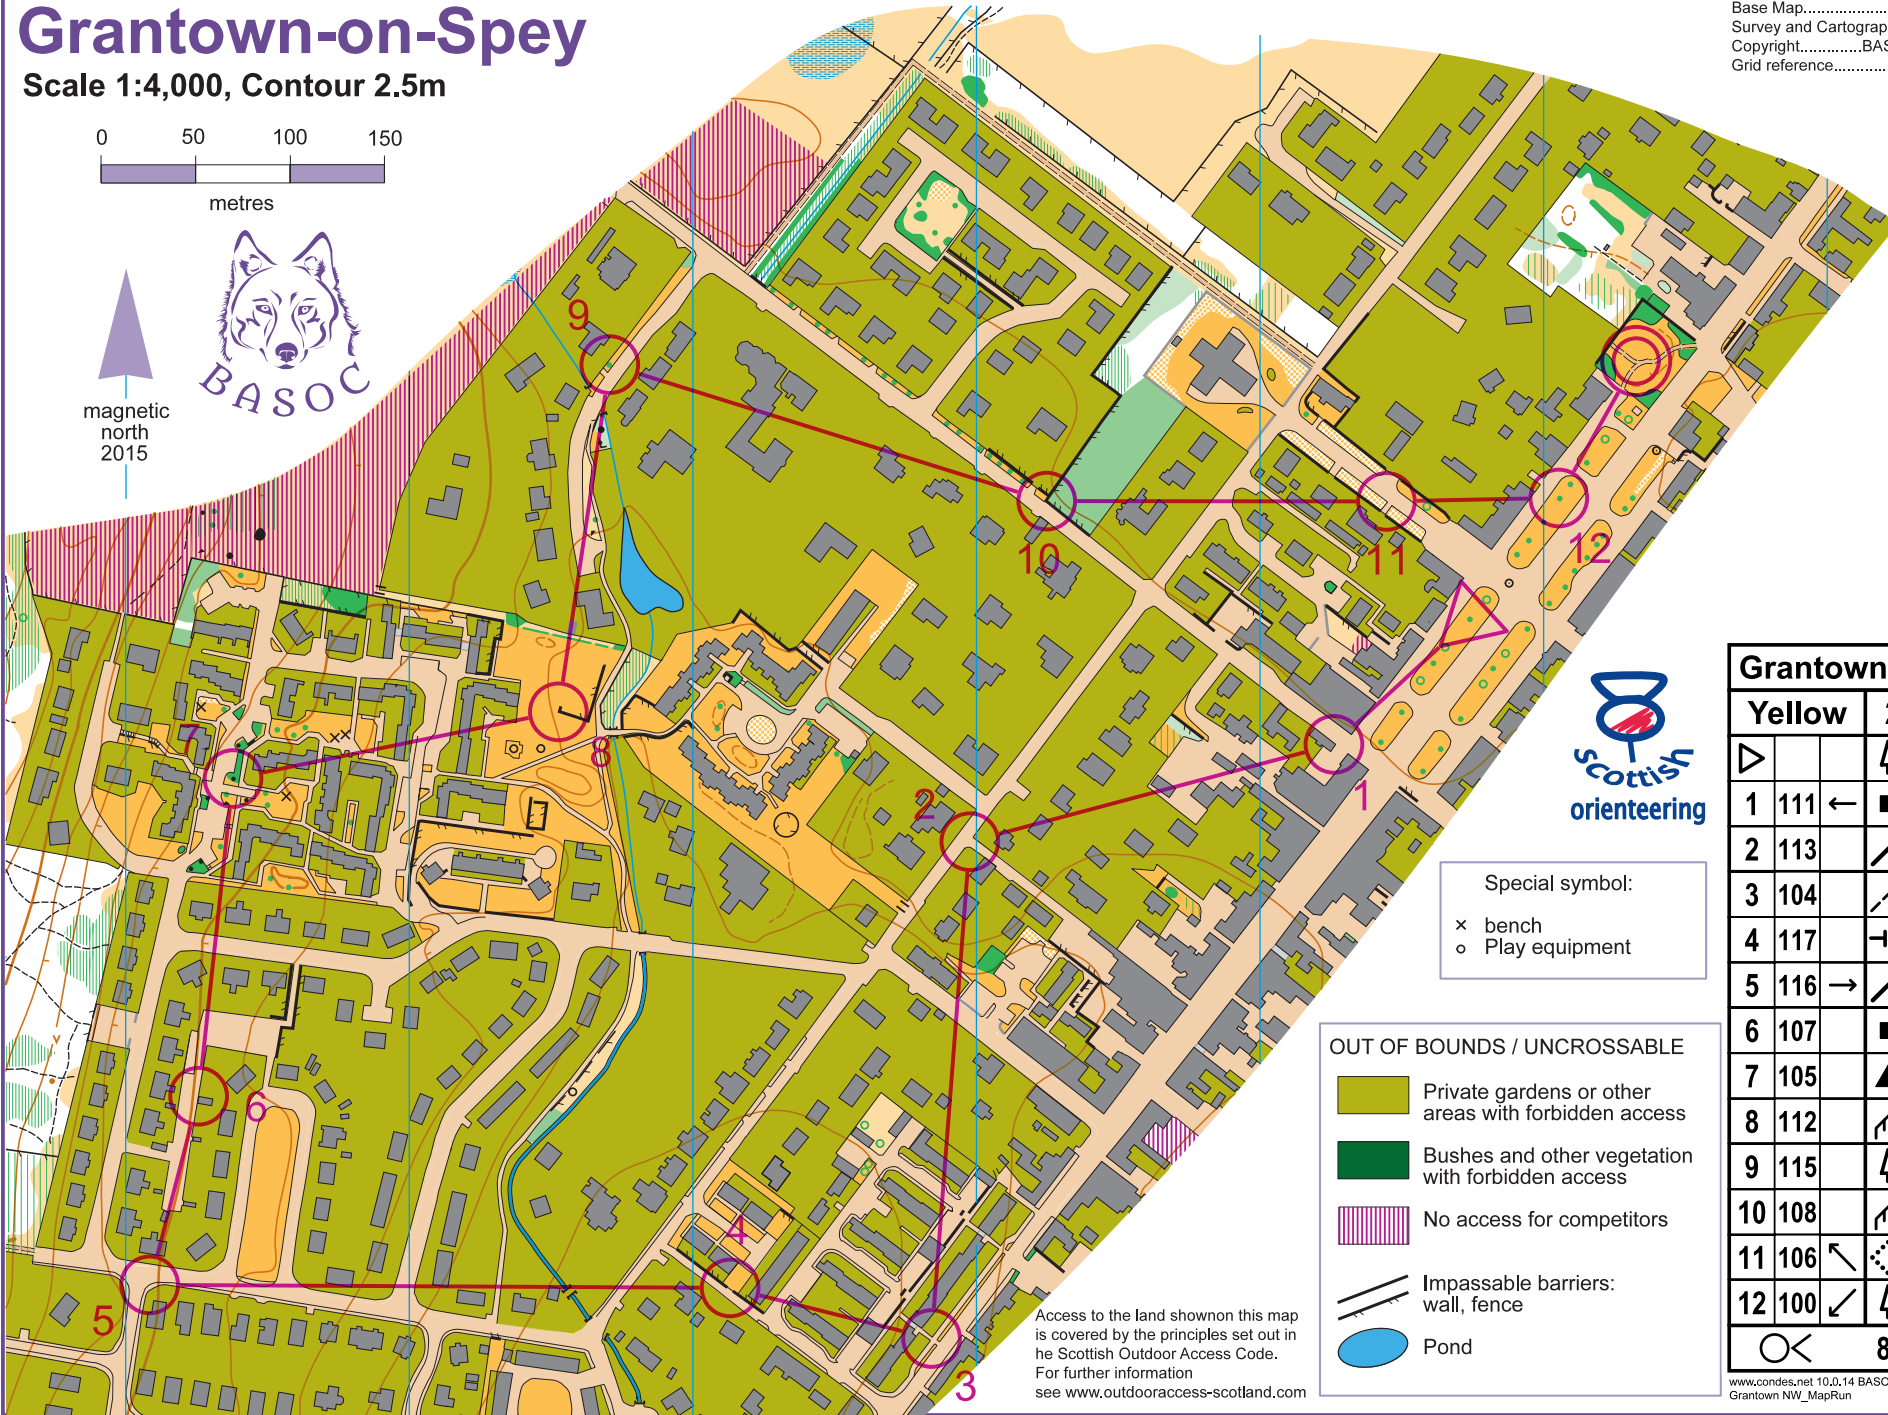 Grantown-on-Spey
Scale 1:4,000, Contour 2.5m
0 50 100 150
metres
BASOC
magnetic
north
2015
Base Map
Survey and Cartograp
Copyright.............BAS
Grid reference
9
10
11
12
7
8
1
2
6
5
4
3
Scottish
orienteering
Special symbol:
× bench
○ Play equipment
OUT OF BOUNDS / UNCROSSABLE
Private gardens or other
areas with forbidden access
Bushes and other vegetation
with forbidden access
No access for competitors
Impassable barriers:
wall, fence
Pond
Access to the land shownon this map
is covered by the principles set out in
he Scottish Outdoor Access Code.
For further information
see www.outdooraccess-scotland.com
Grantown
Yellow
1 111 ←
2 113
3 104
4 117
5 116 →
6 107
7 105
8 112
9 115
10 108
11 106 ↖
12 100 ↙
8
www.condes.net 10.0.14 BASO
Grantown NW_MapRun